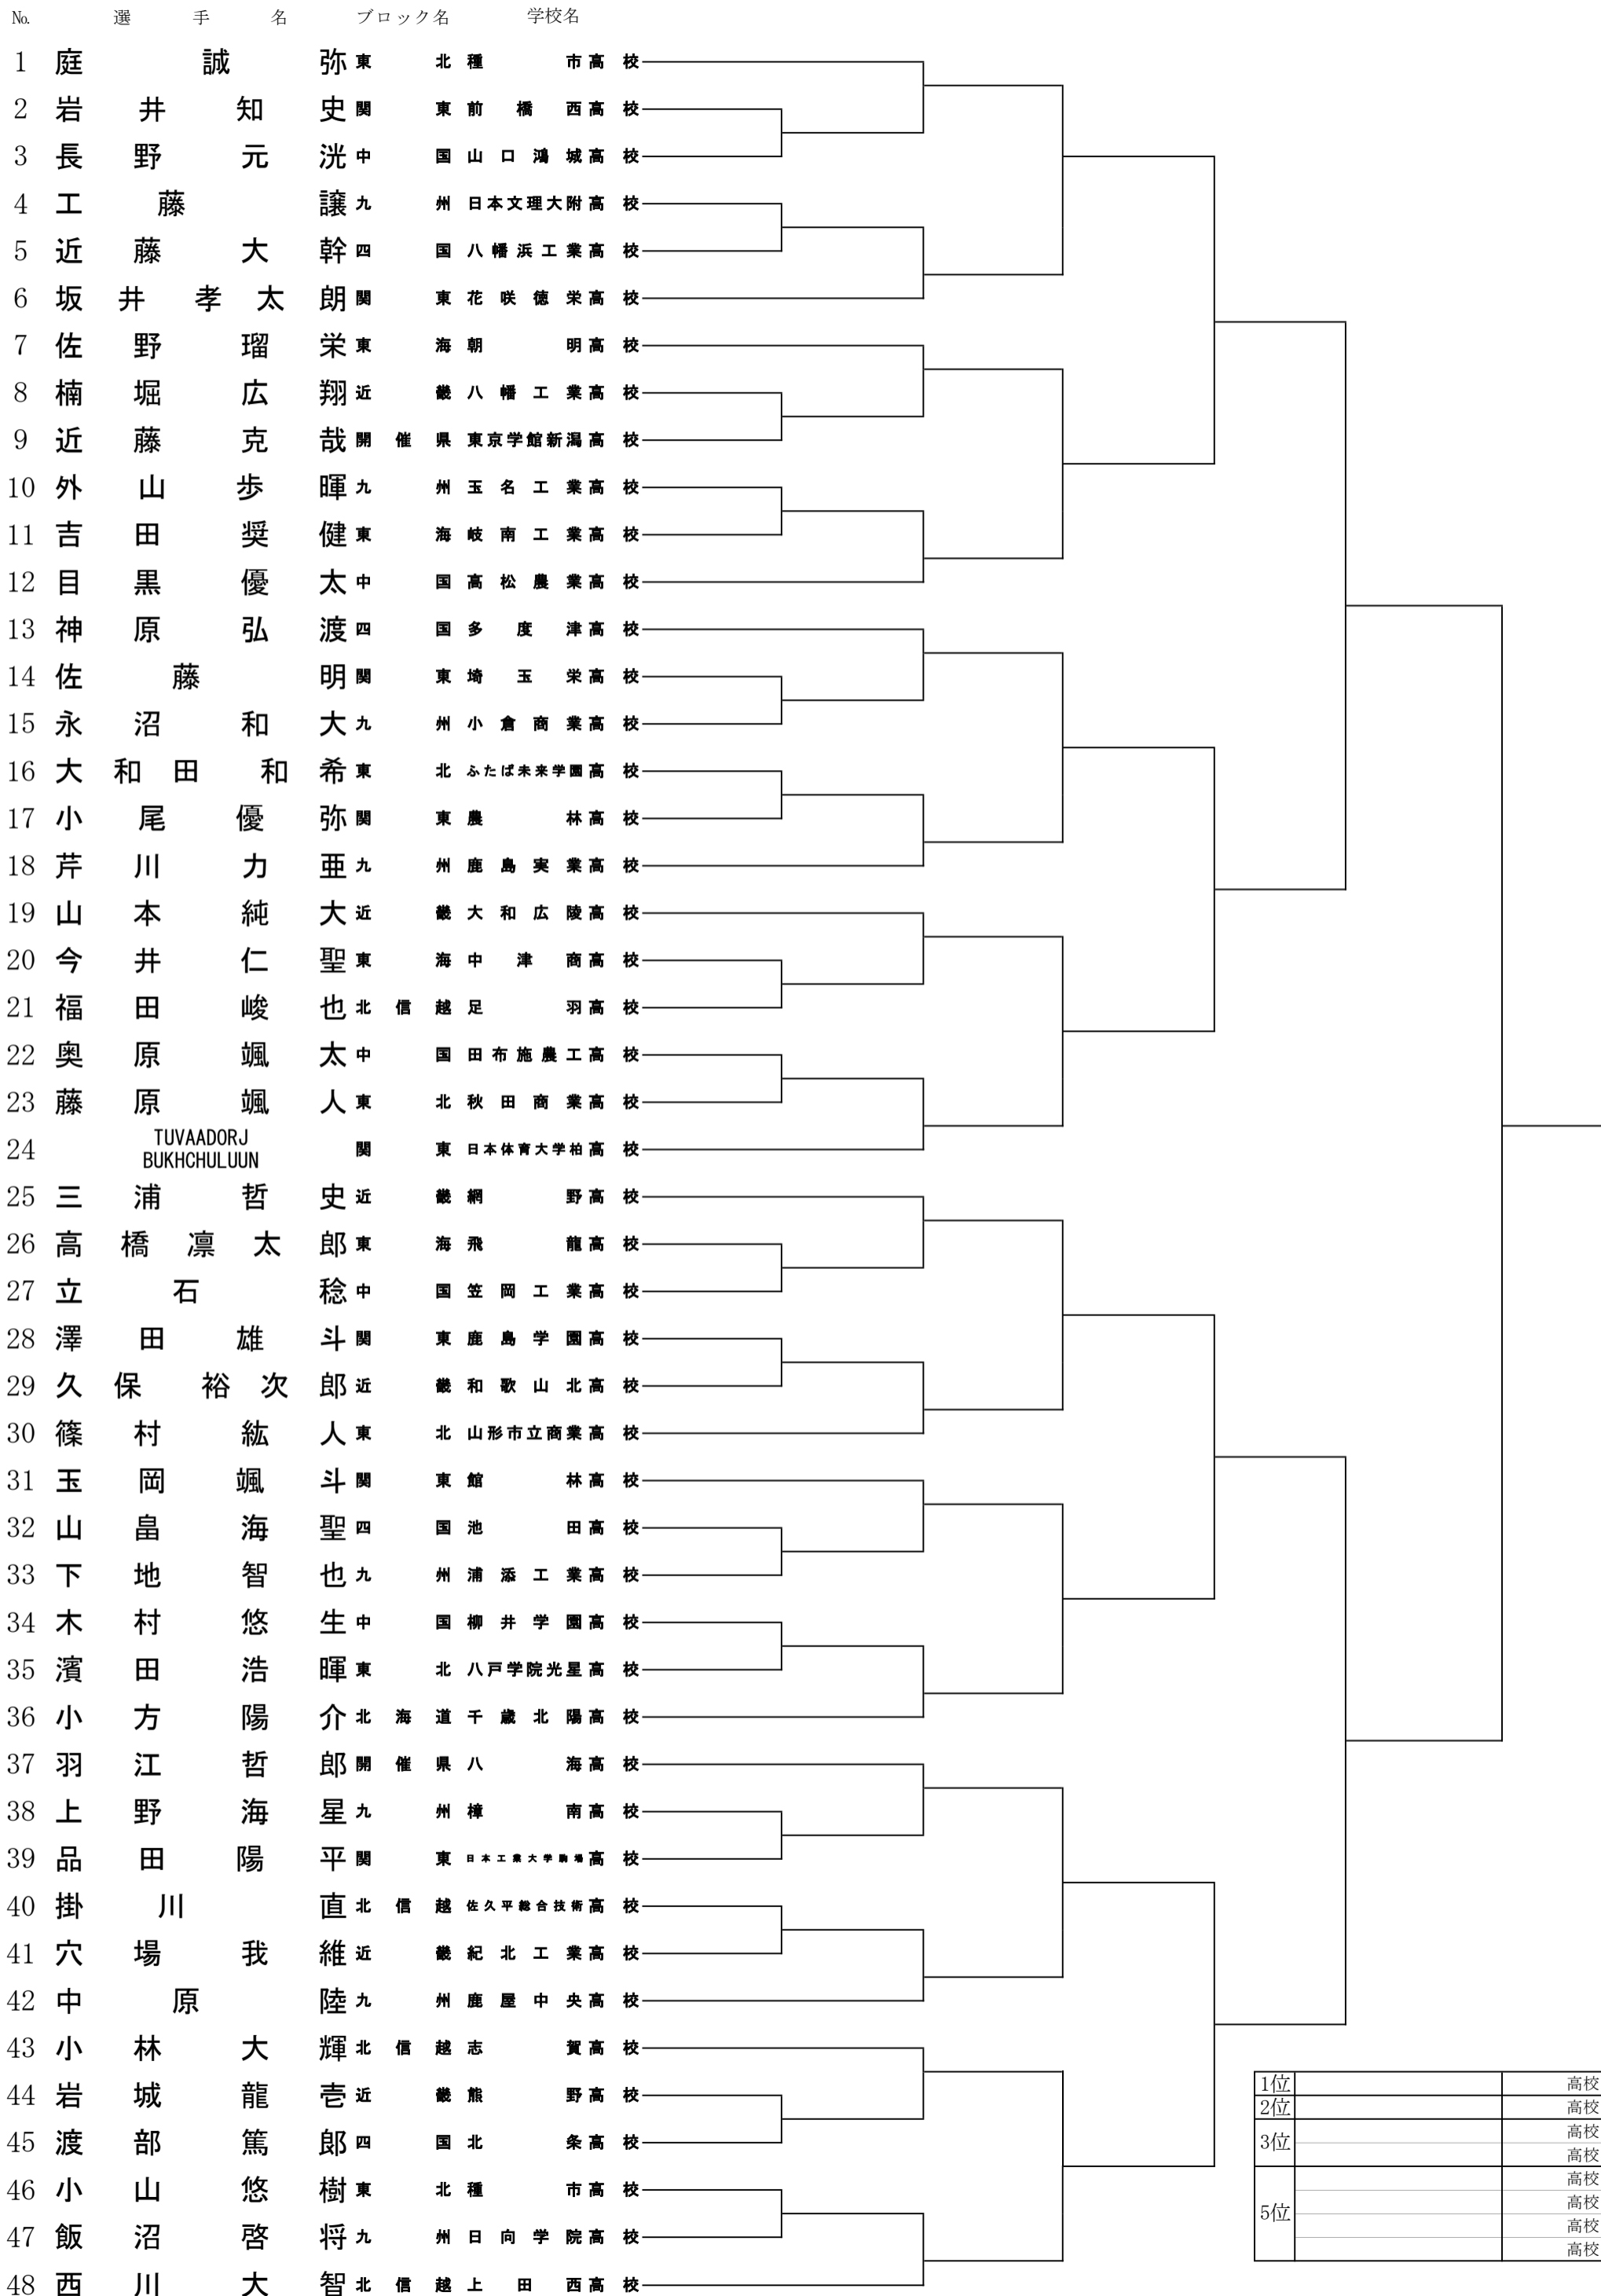 № 選手名 ブロック名 学校名
1 庭 誠弥 東北 種市高校
2 岩井 知史 関東 前橋西高校
3 長野 元洸 中国 山口鴻城高校
4 工藤 譲 九州 日本文理大附高校
5 近藤 大幹 四国 八幡浜工業高校
6 坂井 孝太朗 関東 花咲徳栄高校
7 佐野 瑠栄 東海 朝明高校
8 楠堀 広翔 近畿 八幡工業高校
9 近藤 克哉 開催県 東京学館新潟高校
10 外山 歩暉 九州 玉名工業高校
11 吉田 奨健 東海 岐南工業高校
12 目黒 優太 中国 高松農業高校
13 神原 弘渡 四国 多度津高校
14 佐藤 明 関東 埼玉栄高校
15 永沼 和大 九州 小倉商業高校
16 大和田 和希 東北 ふたば未来学園高校
17 小尾 優弥 関東 農林高校
18 芹川 力亜 九州 鹿島実業高校
19 山本 純大 近畿 大和広陵高校
20 今井 仁聖 東海 中津商高校
21 福田 峻也 北信越 足羽高校
22 奥原 颯太 中国 田布施農工高校
23 藤原 颯人 東北 秋田商業高校
24 TUVAADORJ BUKHCHULUUN 関東 日本体育大学柏高校
25 三浦 哲史 近畿 網野高校
26 高橋 凛太郎 東海 飛龍高校
27 立石 稔 中国 笠岡工業高校
28 澤田 雄斗 関東 鹿島学園高校
29 久保 裕次郎 近畿 和歌山北高校
30 篠村 紘人 東北 山形市立商業高校
31 玉岡 颯斗 関東 館林高校
32 山畠 海聖 四国 池田高校
33 下地 智也 九州 浦添工業高校
34 木村 悠生 中国 柳井学園高校
35 濱田 浩暉 東北 八戸学院光星高校
36 小方 陽介 北海道 千歳北陽高校
37 羽江 哲郎 開催県 八海高校
38 上野 海星 九州 樟南高校
39 品田 陽平 関東 日本工業大学駒場高校
40 掛川 直 北信越 佐久平総合技術高校
41 穴場 我維 近畿 紀北工業高校
42 中原 陸 九州 鹿屋中央高校
43 小林 大輝 北信越 志賀高校
44 岩城 龍壱 近畿 熊野高校
45 渡部 篤郎 四国 北条高校
46 小山 悠樹 東北 種市高校
47 飯沼 啓将 九州 日向学院高校
48 西川 大智 北信越 上田西高校
1位 高校
2位 高校
3位 高校
高校
5位 高校
高校
高校
高校